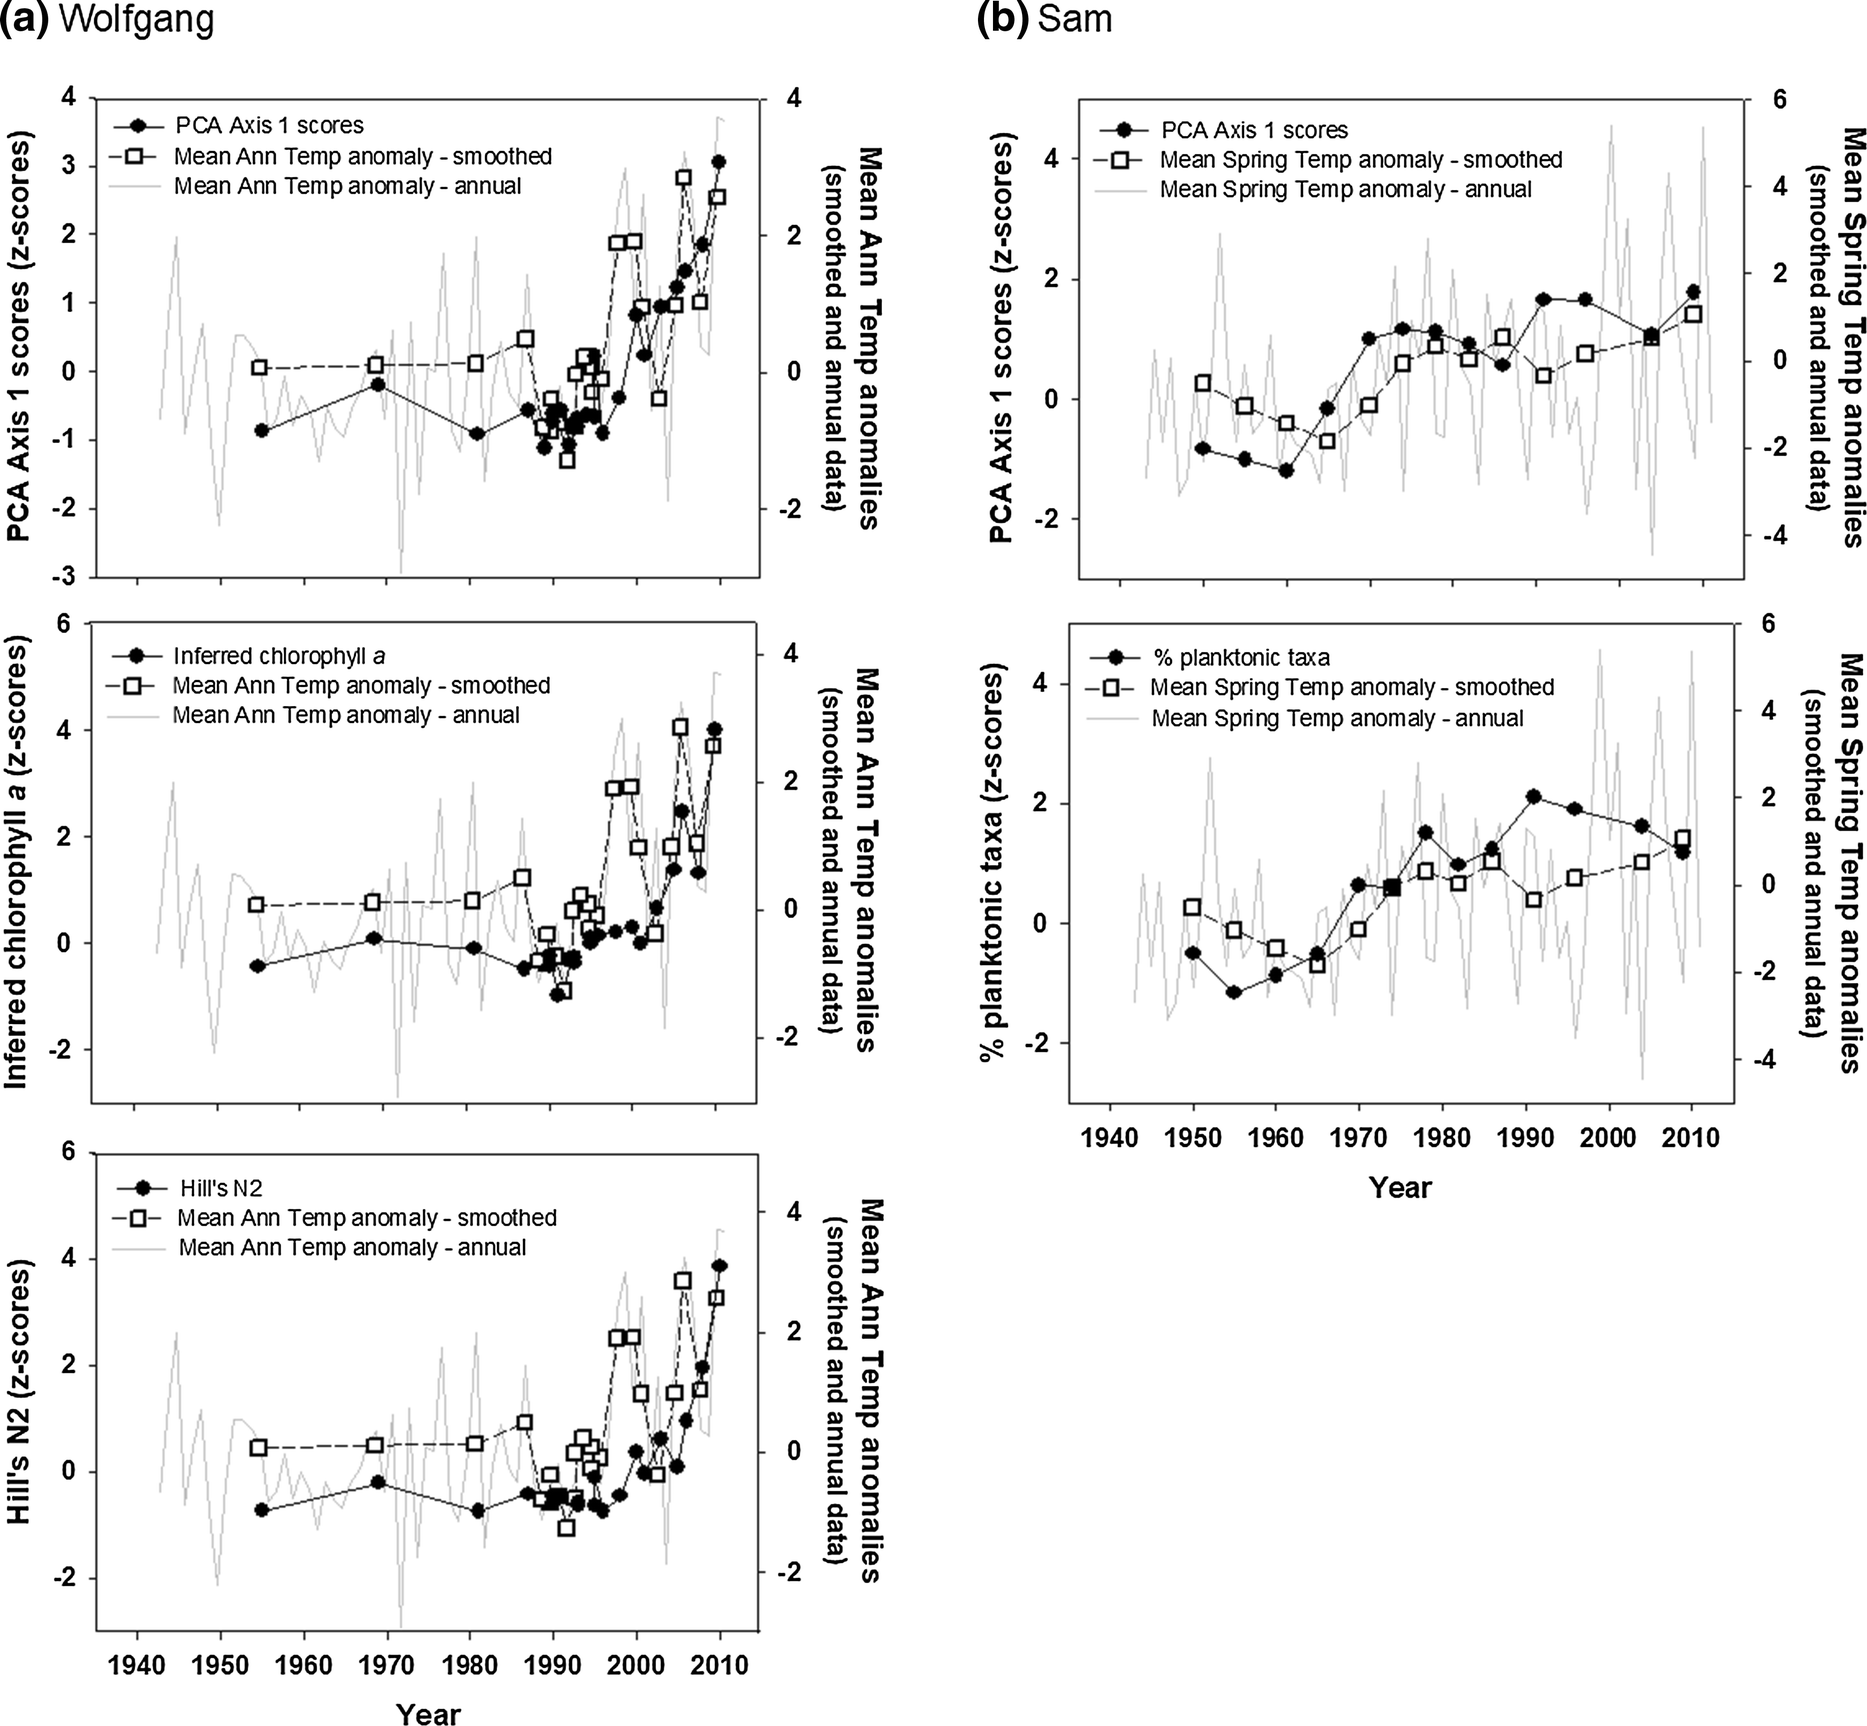 (a) Wolfgang
PCA Axis 1 scores (z-scores)
4
3
2
1
0
-1
-2
-3
PCA Axis 1 scores
Mean Ann Temp anomaly - smoothed
Mean Ann Temp anomaly - annual
4
2
0
-2
Mean Ann Temp anomalies
(smoothed and annual data)
Inferred chlorophyll a (z-scores)
6
4
2
0
-2
Inferred chlorophyll a
Mean Ann Temp anomaly - smoothed
Mean Ann Temp anomaly - annual
4
2
0
-2
Mean Ann Temp anomalies
(smoothed and annual data)
Hill's N2 (z-scores)
6
4
2
0
-2
Hill's N2
Mean Ann Temp anomaly - smoothed
Mean Ann Temp anomaly - annual
4
2
0
-2
Mean Ann Temp anomalies
(smoothed and annual data)
1940 1950 1960 1970 1980 1990 2000 2010
Year
(b) Sam
PCA Axis 1 scores (z-scores)
4
2
0
-2
PCA Axis 1 scores
Mean Spring Temp anomaly - smoothed
Mean Spring Temp anomaly - annual
6
4
2
0
-2
-4
Mean Spring Temp anomalies
(smoothed and annual data)
% planktonic taxa (z-scores)
4
2
0
-2
% planktonic taxa
Mean Spring Temp anomaly - smoothed
Mean Spring Temp anomaly - annual
6
4
2
0
-2
-4
Mean Spring Temp anomalies
(smoothed and annual data)
1940 1950 1960 1970 1980 1990 2000 2010
Year